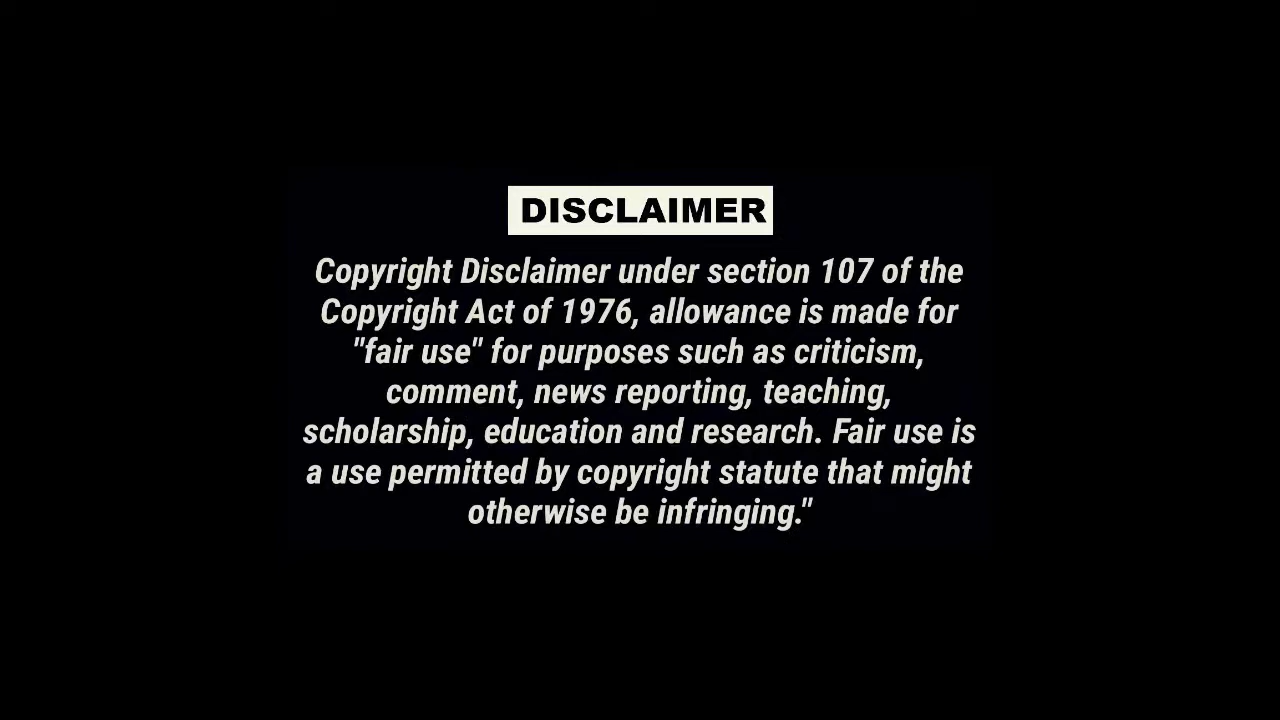 DISCLAIMER
Copyright Disclaimer under section 107 of the
Copyright Act of 1976, allowance is made for
"fair use" for purposes such as criticism,
comment, news reporting, teaching,
scholarship, education and research. Fair use is
a use permitted by copyright statute that might
otherwise be infringing."